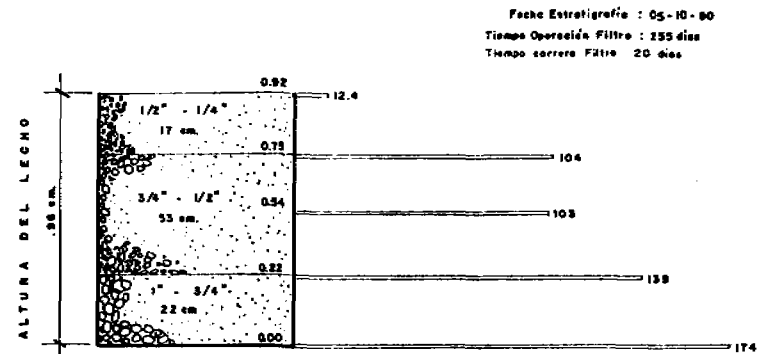 Fecha Estratigrafía : 05-10-90
Tiempo Operación Filtro : 255 dias
Tiempo carrera Filtro 20 dias
ALTURA DEL LECHO
.96 cm.
0.92
12.4
1/2" - 1/4"
17 cm.
0.75
104
3/4" - 1/2"
53 cm.
0.54
103
0.22
139
1" - 3/4"
22 cm
0.00
174